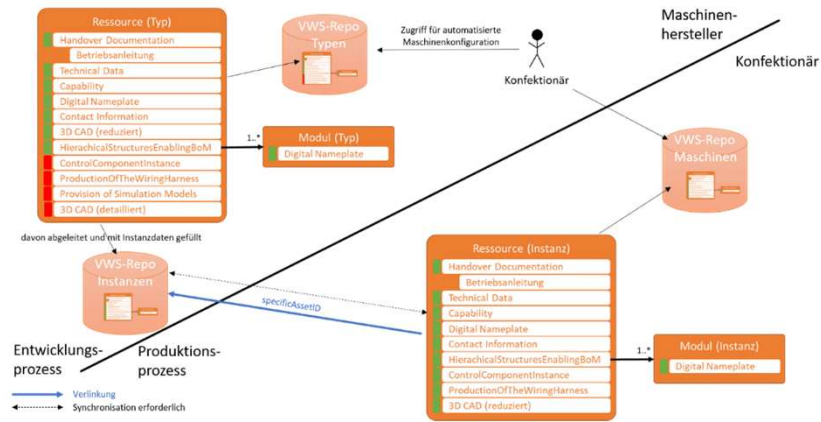 Ressource (Typ)
Handover Documentation
Betriebsanleitung
Technical Data
Capability
Digital Nameplate
Contact Information
3D CAD (reduziert)
HierachicalStructuresEnablingBoM
ControlComponentInstance
ProductionOfTheWiringHarness
Provision of Simulation Models
3D CAD (detailliert)
VWS-Repo
Typen
Zugriff für automatisierte
Maschinenkonfiguration
Konfektionär
Maschinen-
hersteller
Konfektionär
1..*
Modul (Typ)
Digital Nameplate
VWS-Repo
Maschinen
davon abgeleitet und mit Instanzdaten gefüllt
VWS-Repo
Instanzen
specificAssetID
Ressource (Instanz)
Handover Documentation
Betriebsanleitung
Technical Data
Capability
Digital Nameplate
Contact Information
HierachicalStructuresEnablingBoM
ControlComponentInstance
ProductionOfTheWiringHarness
3D CAD (reduziert)
1..*
Modul (Instanz)
Digital Nameplate
Entwicklungs-
prozess
Produktions-
prozess
Verlinkung
Synchronisation erforderlich